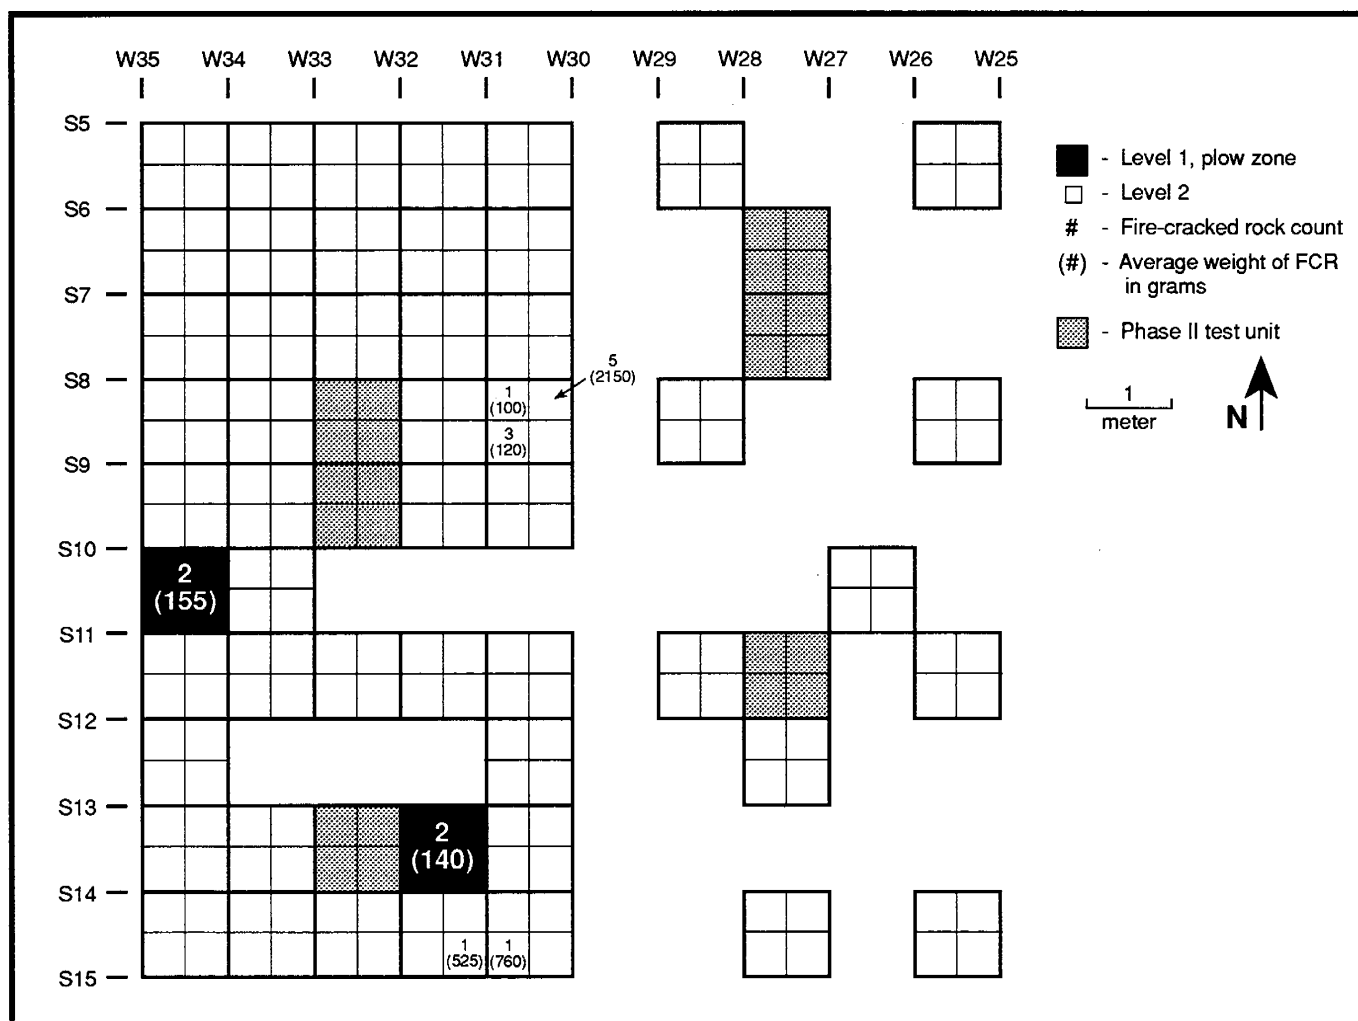 W35 W34 W33 W32 W31 W30 W29 W28 W27 W26 W25
S5
S6
S7
S8
S9
S10
S11
S12
S13
S14
S15
5
(2150)
1
(100)
3
(120)
2
(155)
2
(140)
1
(525)
1
(760)
- Level 1, plow zone
- Level 2
# - Fire-cracked rock count
(#) - Average weight of FCR
in grams
- Phase II test unit
1
meter
N